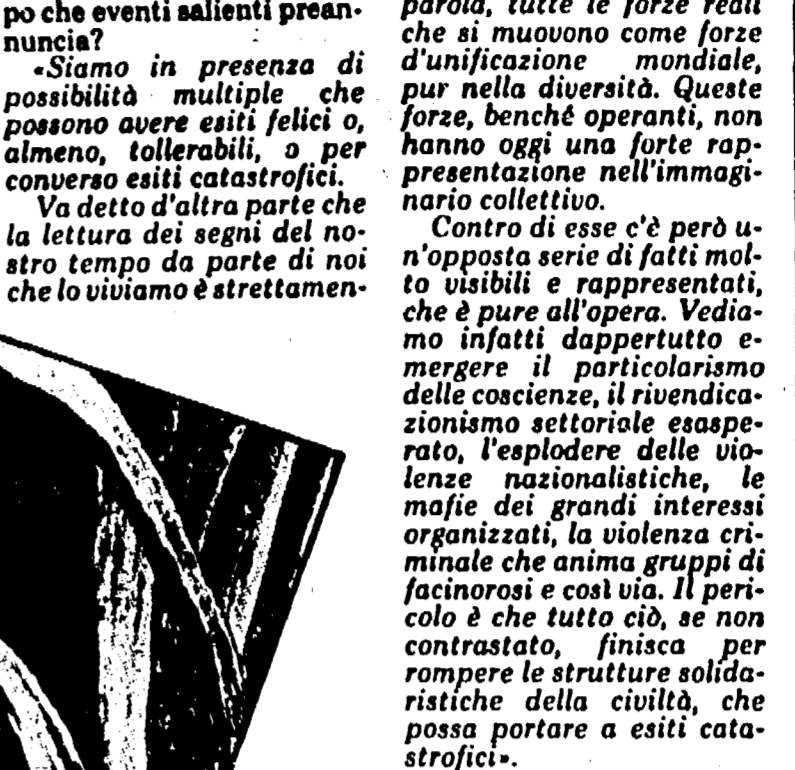 po che eventi salienti prean-
nuncia?
«Siamo in presenza di
possibilità multiple che
possono avere esiti felici o,
almeno, tollerabili, o per
converso esiti catastrofici.
Va detto d'altra parte che
la lettura dei segni del no-
stro tempo da parte di noi
che lo viviamo è strettamen-
parola, tutte le forze reali
che si muovono come forze
d'unificazione mondiale,
pur nella diversità. Queste
forze, benché operanti, non
hanno oggi una forte rap-
presentazione nell'immagi-
nario collettivo.
Contro di esse c'è però u-
n'opposta serie di fatti mol-
to visibili e rappresentati,
che è pure all'opera. Vedia-
mo infatti dappertutto e-
mergere il particolarismo
delle coscienze, il rivendica-
zionismo settoriale esaspe-
rato, l'esplodere delle vio-
lenze nazionalistiche, le
mafie dei grandi interessi
organizzati, la violenza cri-
minale che anima gruppi di
facinorosi e così via. Il peri-
colo è che tutto ciò, se non
contrastato, finisca per
rompere le strutture solida-
ristiche della civiltà, che
possa portare a esiti cata-
strofici».